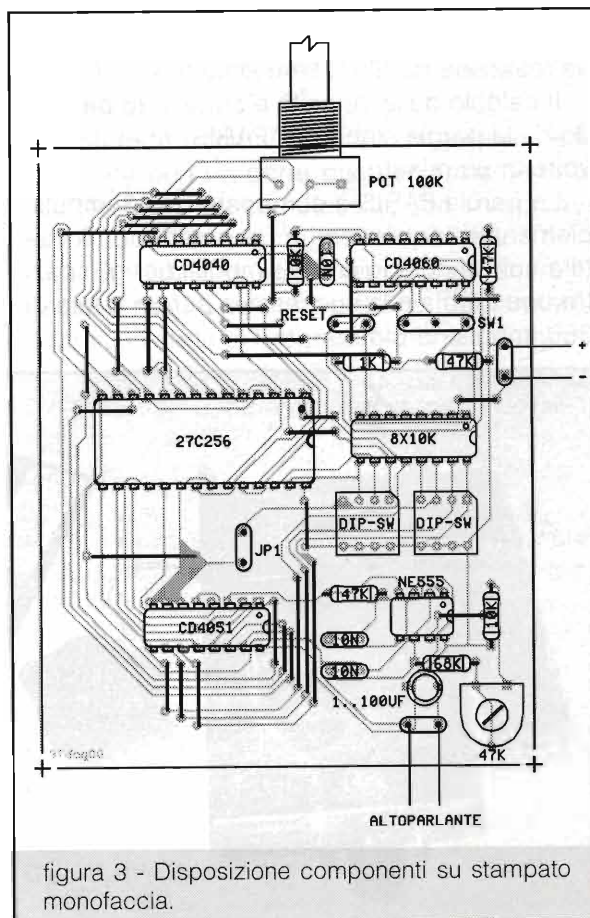 POT 100K
CD4040
10K
10N
CD4060
47K
RESET
SW1
1K
47K
+
-
27C256
8X10K
DIP-SW
DIP-SW
JP1
47K
NE555
10K
CD4051
10N
10N
68K
1..100UF
47K
ALTOPARLANTE
figura 3 - Disposizione componenti su stampato
monofaccia.